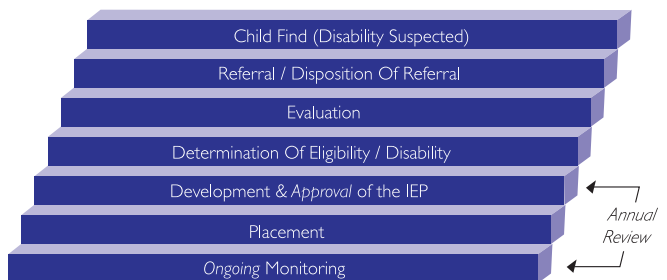 Child Find (Disability Suspected)
Referral / Disposition Of Referral
Evaluation
Determination Of Eligibility / Disability
Development & Approval of the IEP
Placement
Ongoing Monitoring
Annual
Review